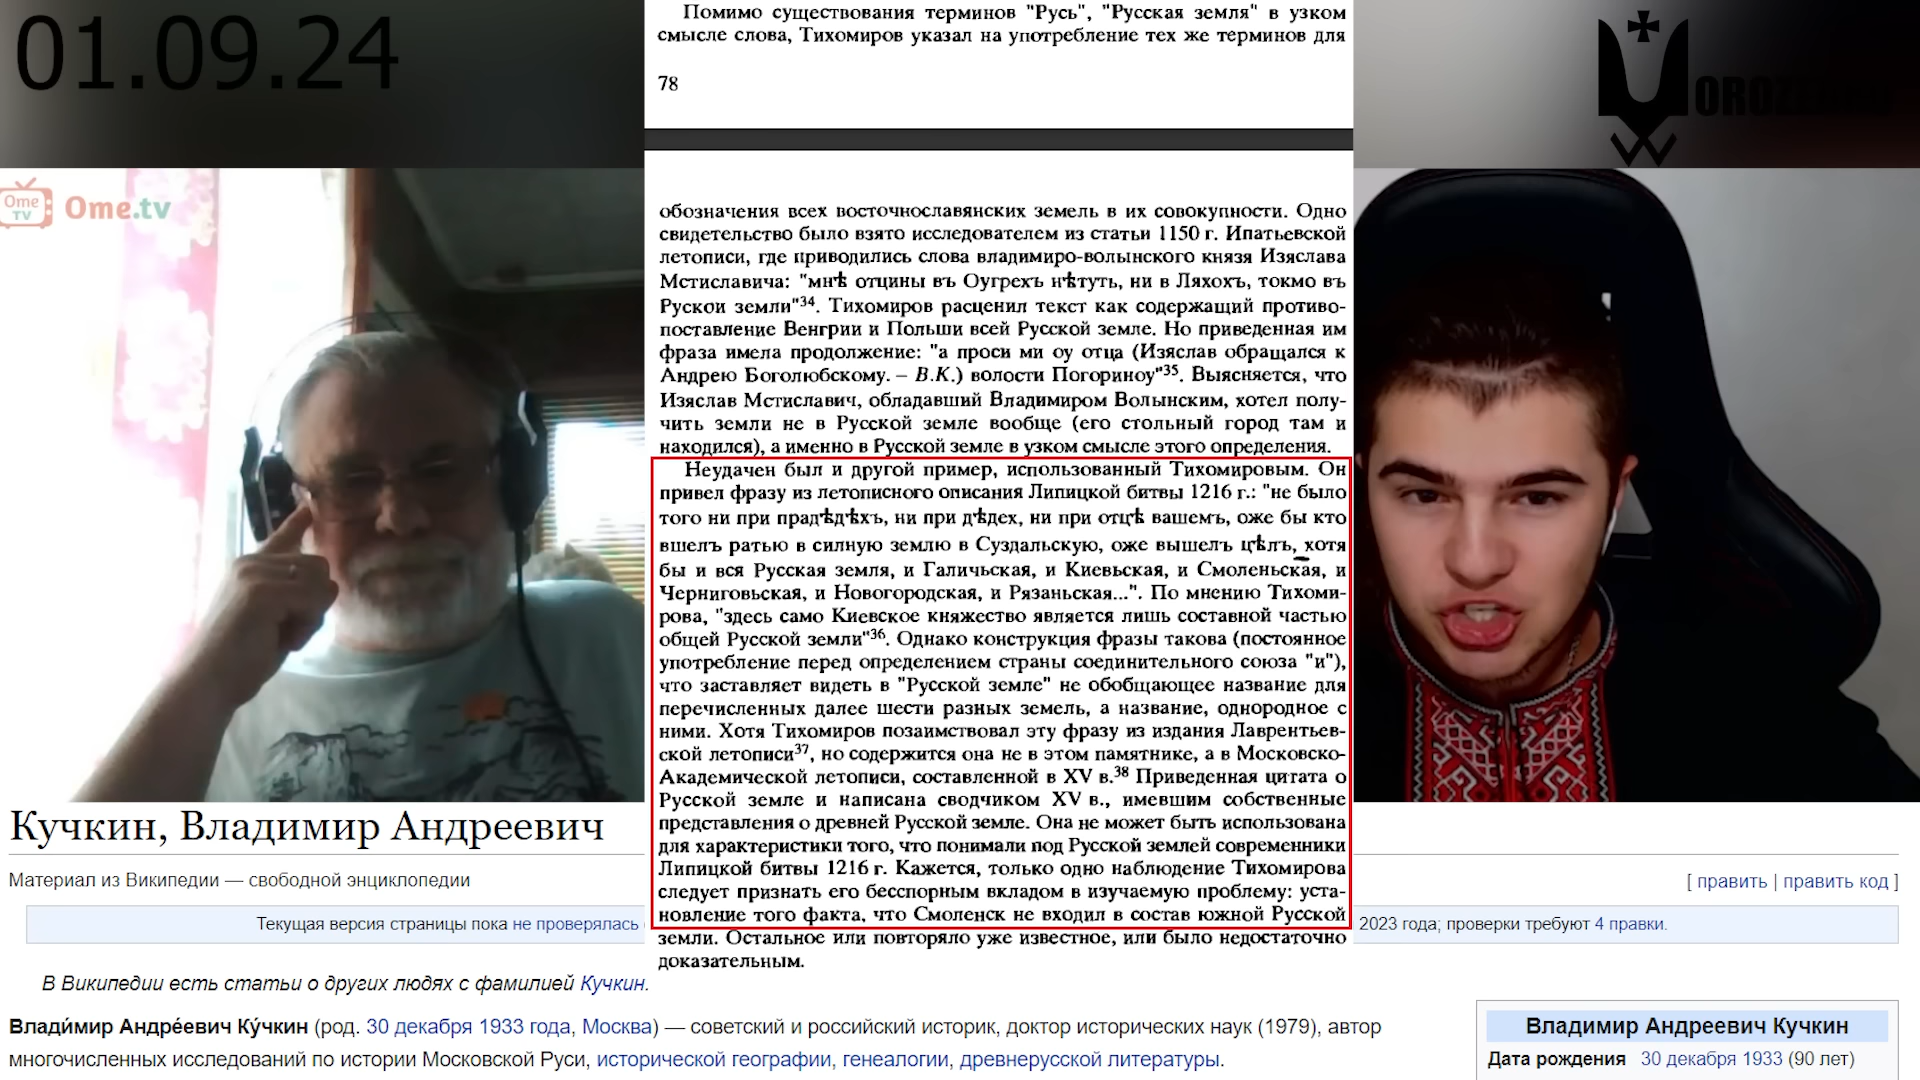 01.09.24
Ome
TV
Ome.tv
OROZ
Помимо существования терминов "Русь", "Русская земля" в узком
смысле слова, Тихомиров указал на употребление тех же терминов для
78
обозначения всех восточнославянских земель в их совокупности. Одно
свидетельство было взято исследователем из статьи 1150 г. Ипатьевской
летописи, где приводились слова владимиро-волынского князя Изяслава
Мстиславича: "мнѣ отцины въ Оугрехъ нѣтуть, ни в Ляхохъ, токмо въ
Рускои земли"34. Тихомиров расценил текст как содержащий противо-
поставление Венгрии и Польши всей Русской земле. Но приведенная им
фраза имела продолжение: "а проси ми оу отца (Изяслав обращался к
Андрею Боголюбскому. – В.К.) волости Погориноу"35. Выясняется, что
Изяслав Мстиславич, обладавший Владимиром Волынским, хотел полу-
чить земли не в Русской земле вообще (его стольный город там и
находился), а именно в Русской земле в узком смысле этого определения.
Неудачен был и другой пример, использованный Тихомировым. Он
привел фразу из летописного описания Липицкой битвы 1216 г.: "не было
того ни при прадѣдѣхъ, ни при дѣдех, ни при отцѣ вашемъ, оже бы кто
вшелъ ратью в силную землю в Суздальскую, оже вышелъ цѣлъ, хотя
бы и вся Русская земля, и Галичьская, и Киевьская, и Смоленьская, и
Черниговьская, и Новогородская, и Рязаньская...". По мнению Тихоми-
рова, "здесь само Киевское княжество является лишь составной частью
общей Русской земли"36. Однако конструкция фразы такова (постоянное
употребление перед определением страны соединительного союза "и"),
что заставляет видеть в "Русской земле" не обобщающее название для
перечисленных далее шести разных земель, а название, однородное с
ними. Хотя Тихомиров позаимствовал эту фразу из издания Лаврентьев-
ской летописи37, но содержится она не в этом памятнике, а в Московско-
Академической летописи, составленной в XV в.38 Приведенная цитата о
Русской земле и написана сводчиком XV в., имевшим собственные
представления о древней Русской земле. Она не может быть использована
для характеристики того, что понимали под Русской землей современники
Липицкой битвы 1216 г. Кажется, только одно наблюдение Тихомирова
следует признать его бесспорным вкладом в изучаемую проблему: уста-
новление того факта, что Смоленск не входил в состав южной Русской
земли. Остальное или повторяло уже известное, или было недостаточно
доказательным.
Кучкин, Владимир Андреевич
Материал из Википедии — свободной энциклопедии
[ править | править код ]
Текущая версия страницы пока не проверялась
2023 года; проверки требуют 4 правки.
В Википедии есть статьи о других людях с фамилией Кучкин.
Влади́мир Андре́евич Ку́чкин (род. 30 декабря 1933 года, Москва) — советский и российский историк, доктор исторических наук (1979), автор
многочисленных исследований по истории Московской Руси, исторической географии, генеалогии, древнерусской литературы.
Владимир Андреевич Кучкин
Дата рождения 30 декабря 1933 (90 лет)